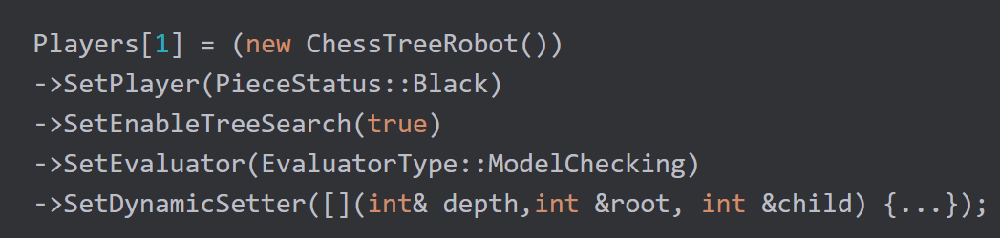 Players[1] = (new ChessTreeRobot())
->SetPlayer(PieceStatus::Black)
->SetEnableTreeSearch(true)
->SetEvaluator(EvaluatorType::ModelChecking)
->SetDynamicSetter([](int& depth,int &root, int &child) {...});